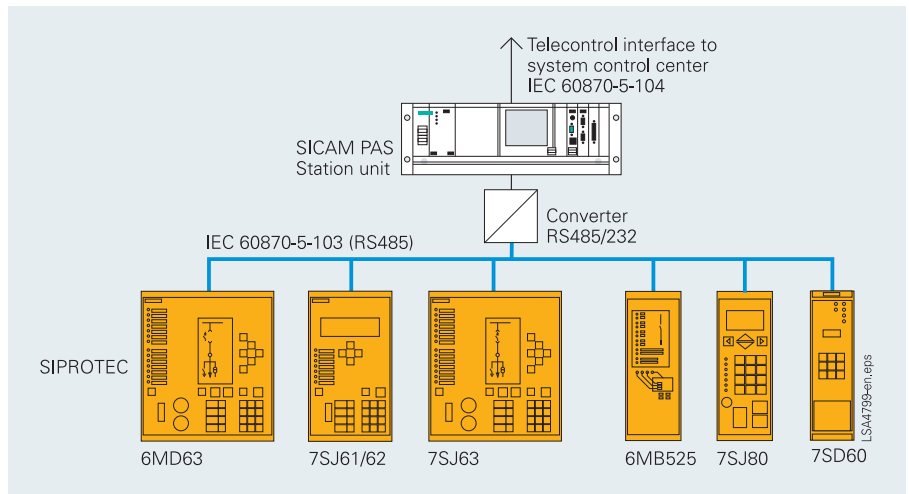 Telecontrol interface to
system control center
IEC 60870-5-104
SICAM PAS
Station unit
Converter
RS485/232
IEC 60870-5-103 (RS485)
SIPROTEC
6MD63
7SJ61/62
7SJ63
6MB525
7SJ80
7SD60
LSA4799-en.eps